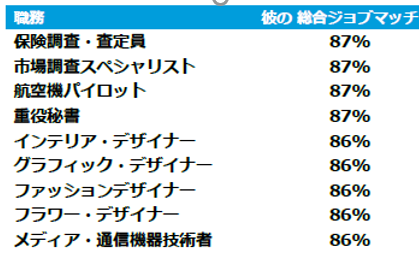 職務 彼の 総合ジョブマッチ
保険調査・査定員 87%
市場調査スペシャリスト 87%
航空機パイロット 87%
重役秘書 87%
インテリア・デザイナー 86%
グラフィック・デザイナー 86%
ファッションデザイナー 86%
フラワー・デザイナー 86%
メディア・通信機器技術者 86%